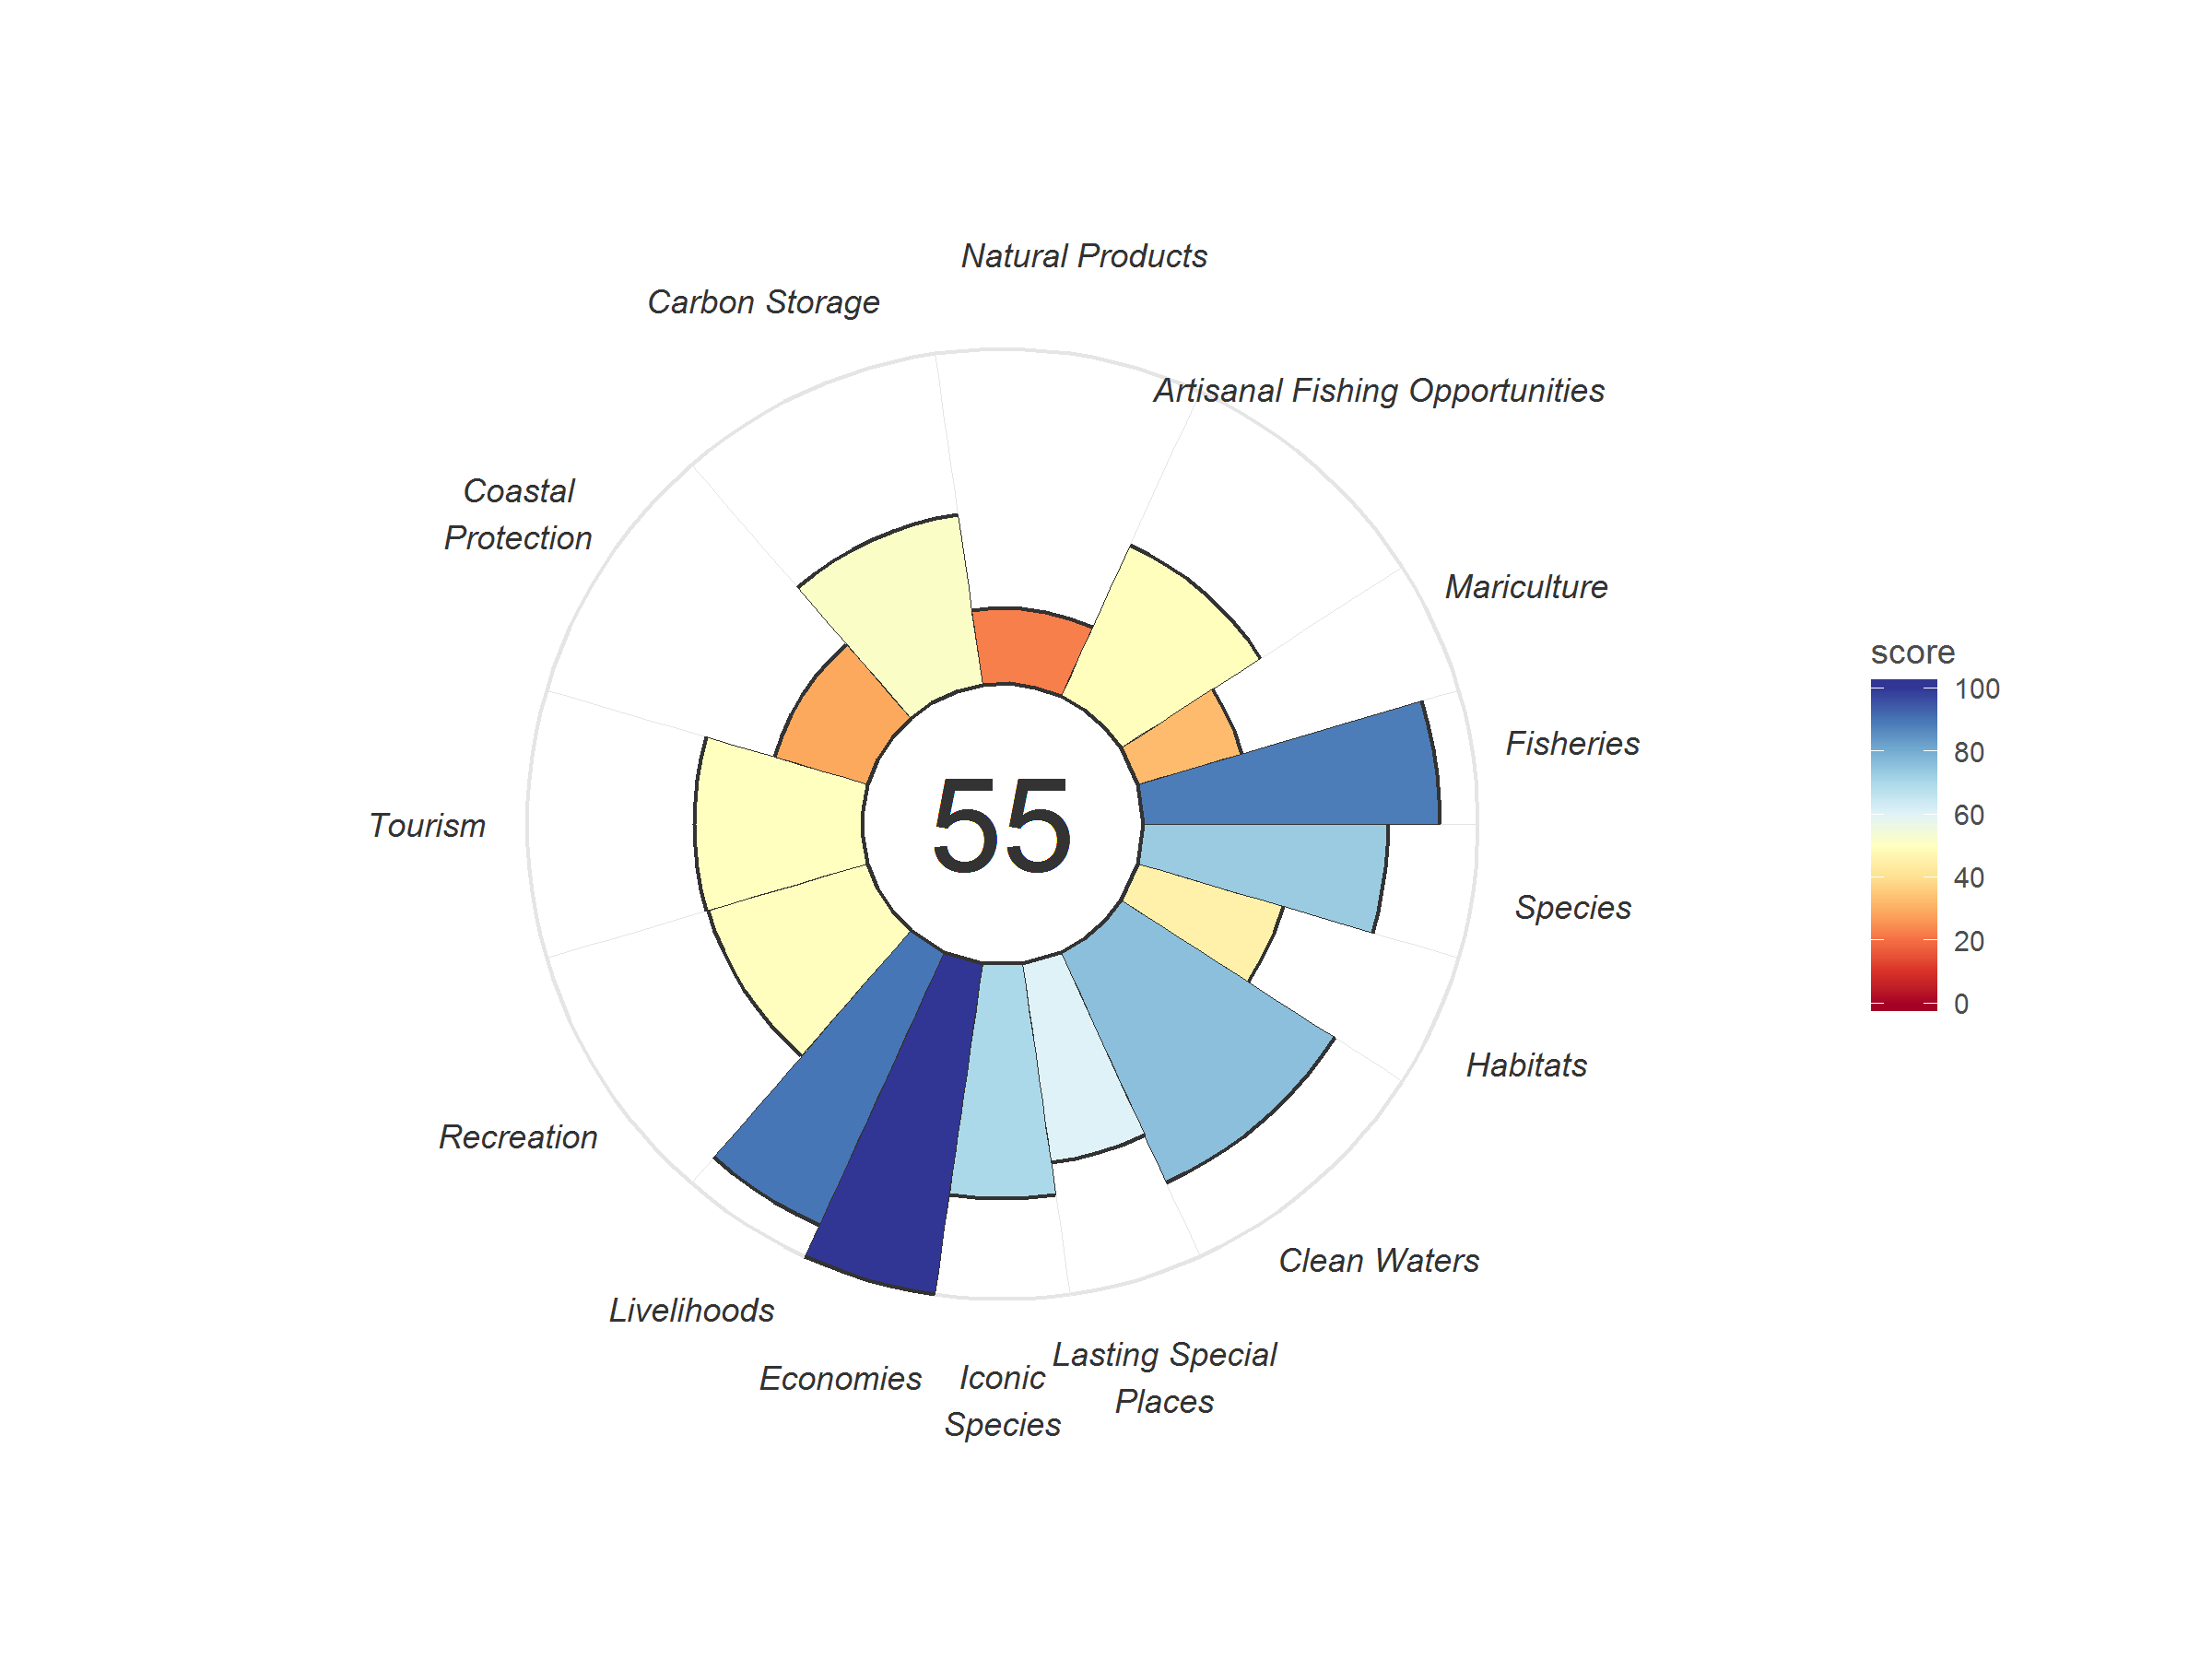 Natural Products
Carbon Storage
Artisanal Fishing Opportunities
Coastal
Protection
Mariculture
score
100
80
60
40
20
0
Fisheries
55
Tourism
Species
Habitats
Recreation
Clean Waters
Livelihoods
Lasting Special
Places
Economies
Iconic
Species